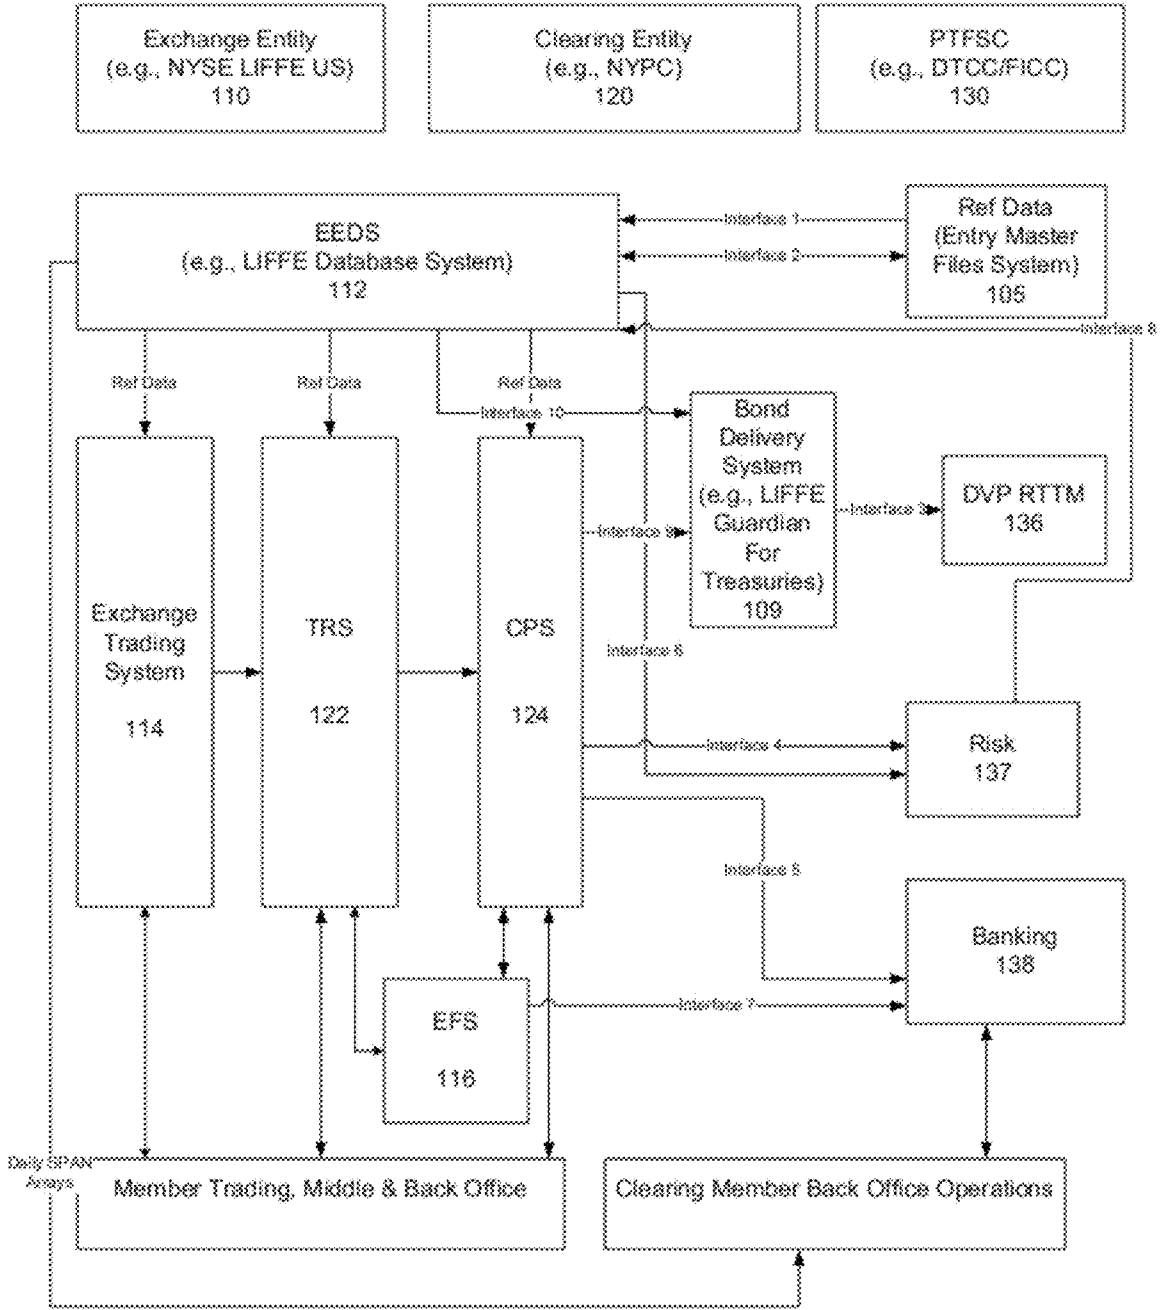 Exchange Entity
(e.g., NYSE LIFFE US)
110
Clearing Entity
(e.g., NYPC)
120
PTFSC
(e.g., DTCC/FICC)
130
EEDS
(e.g., LIFFE Database System)
112
Interface 1
Interface 2
Ref Data
(Entry Master
Files System)
105
Interface 8
Ref Data
Ref Data
Ref Data
Interface 10
Bond
Delivery
System
(e.g., LIFFE
Guardian
For
Treasuries)
109
Interface 3
DVP RTTM
136
Interface 9
Exchange
Trading
System
114
TRS
122
CPS
124
Interface 6
Interface 4
Risk
137
Interface 5
Banking
138
EFS
116
Interface 7
Daily SPAN
Arrays
Member Trading, Middle & Back Office
Clearing Member Back Office Operations